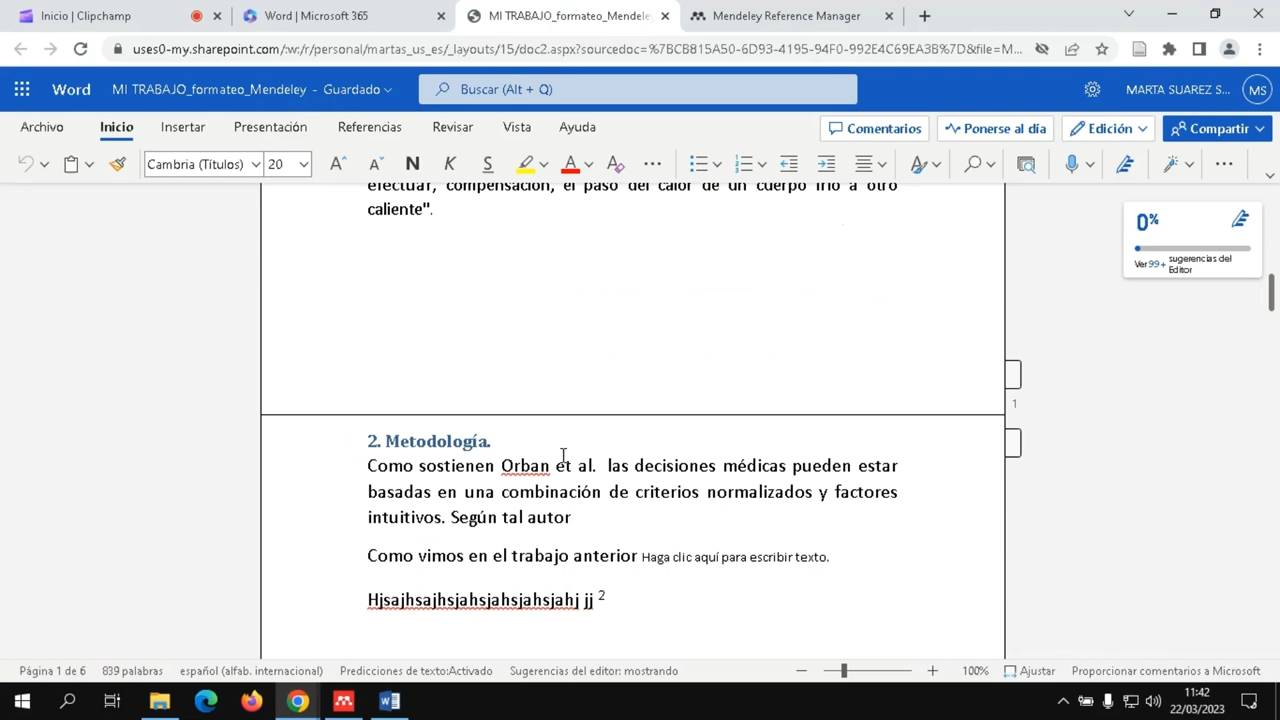 Inicio | Clipchamp
Word | Microsoft 365
MI TRABAJO_formateo_Mendeley
Mendeley Reference Manager
uses0-my.sharepoint.com/:w:/r/personal/martas_us_es/_layouts/15/doc2.aspx?sourcedoc=%7BCB815A50-6D93-4195-94F0-992E4C69EA3B%7D&file=M...
Word
MI TRABAJO_formateo_Mendeley - Guardado
Buscar (Alt + Q)
MARTA SUAREZ S...
MS
Archivo
Inicio
Insertar
Presentación
Referencias
Revisar
Vista
Ayuda
Comentarios
Ponerse al día
Edición
Compartir
Cambria (Títulos)
20
N
K
S
efectuar, compensación, el paso del calor de un cuerpo frío a otro
caliente".
0%
Ver 99+ sugerencias del
Editor
1
2. Metodología.
Como sostienen Orban et al. las decisiones médicas pueden estar
basadas en una combinación de criterios normalizados y factores
intuitivos. Según tal autor
Como vimos en el trabajo anterior Haga clic aquí para escribir texto.
Hjsajhsajhsjahsjahsjahsjahj jj 2
Página 1 de 6
839 palabras
español (alfab. internacional)
Predicciones de texto:Activado
Sugerencias del editor: mostrando
100%
Ajustar
Proporcionar comentarios a Microsoft
11:42
22/03/2023